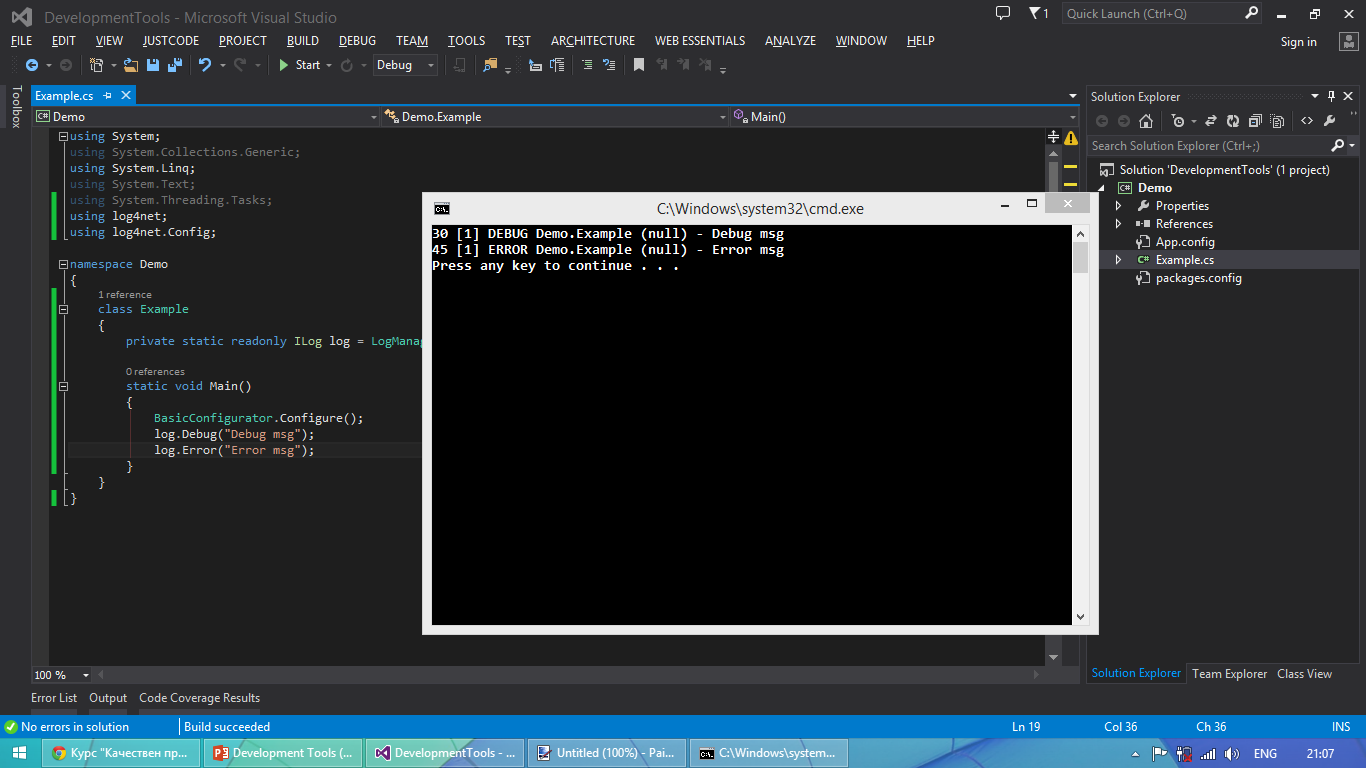 DevelopmentTools - Microsoft Visual Studio
1
Quick Launch (Ctrl+Q)
FILE EDIT VIEW JUSTCODE PROJECT BUILD DEBUG TEAM TOOLS TEST ARCHITECTURE WEB ESSENTIALS ANALYZE WINDOW HELP
Sign in
Start Debug
Toolbox
Example.cs
Demo
Demo.Example
Main()
using System;
using System.Collections.Generic;
using System.Linq;
using System.Text;
using System.Threading.Tasks;
using log4net;
using log4net.Config;
namespace Demo
{
1 reference
class Example
{
private static readonly ILog log = LogManag
0 references
static void Main()
{
BasicConfigurator.Configure();
log.Debug("Debug msg");
log.Error("Error msg");
}
}
}
C:\Windows\system32\cmd.exe
30 [1] DEBUG Demo.Example (null) - Debug msg
45 [1] ERROR Demo.Example (null) - Error msg
Press any key to continue . . .
Solution Explorer
Search Solution Explorer (Ctrl+;)
Solution 'DevelopmentTools' (1 project)
Demo
Properties
References
App.config
Example.cs
packages.config
100 %
Solution Explorer Team Explorer Class View
Error List Output Code Coverage Results
No errors in solution Build succeeded Ln 19 Col 36 Ch 36 INS
Курс "Качествен пр...
Development Tools (...
DevelopmentTools - ...
Untitled (100%) - Pai...
C:\Windows\system...
ENG 21:07